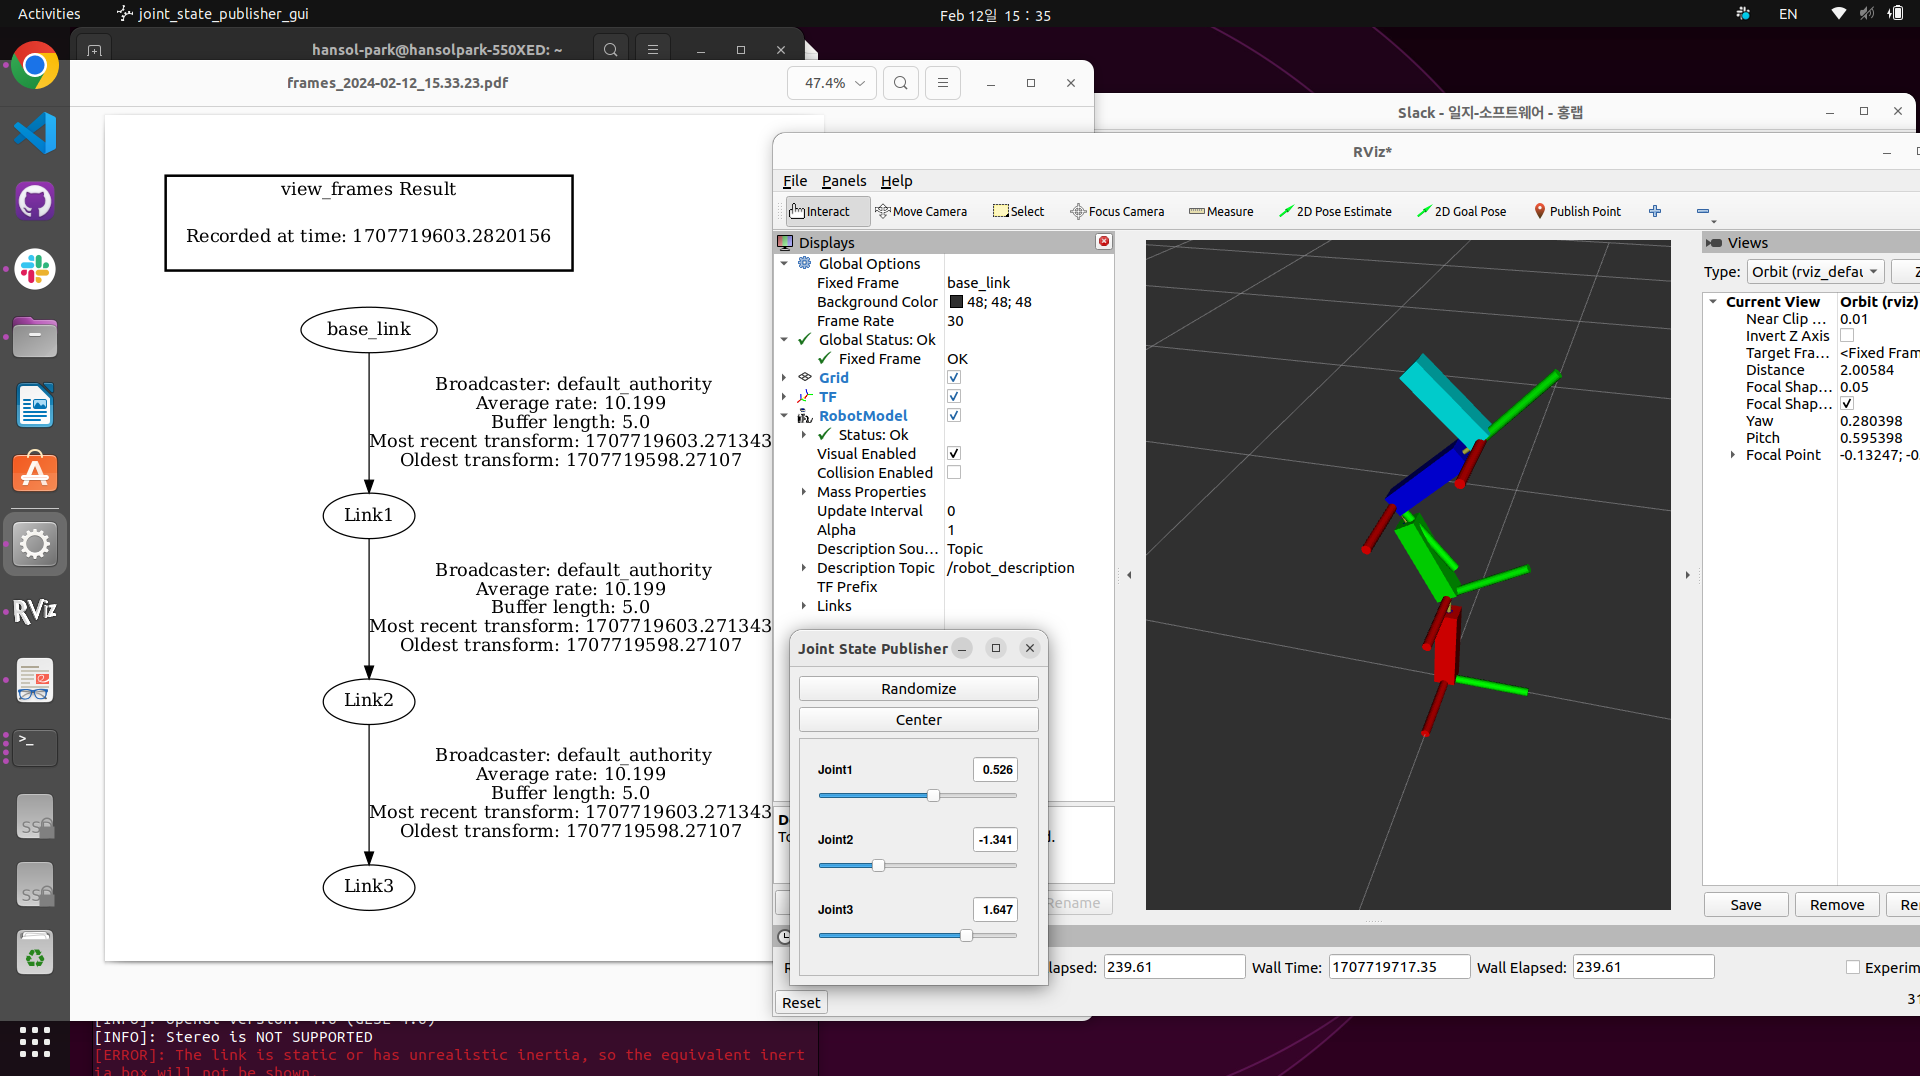 Activities
joint_state_publisher_gui
Feb 12일 15 : 35
EN
hansol-park@hansolpark-550XED: ~
frames_2024-02-12_15.33.23.pdf
47.4%
Slack - 일지-소프트웨어 - 홍랩
view_frames Result
Recorded at time: 1707719603.2820156
base_link
Broadcaster: default_authority
Average rate: 10.199
Buffer length: 5.0
Most recent transform: 1707719603.271343
Oldest transform: 1707719598.27107
Link1
Broadcaster: default_authority
Average rate: 10.199
Buffer length: 5.0
Most recent transform: 1707719603.271343
Oldest transform: 1707719598.27107
Link2
Broadcaster: default_authority
Average rate: 10.199
Buffer length: 5.0
Most recent transform: 1707719603.271343
Oldest transform: 1707719598.27107
Link3
RViz*
File Panels Help
Interact Move Camera Select Focus Camera Measure 2D Pose Estimate 2D Goal Pose Publish Point
Displays
Global Options
Fixed Frame base_link
Background Color 48; 48; 48
Frame Rate 30
Global Status: Ok
Fixed Frame OK
Grid
TF
RobotModel
Status: Ok
Visual Enabled
Collision Enabled
Mass Properties
Update Interval 0
Alpha 1
Description Sou... Topic
Description Topic /robot_description
TF Prefix
Links
Joint State Publisher
Randomize
Center
Joint1 0.526
Joint2 -1.341
Joint3 1.647
Rename
Views
Type: Orbit (rviz_defau
Z
Current View Orbit (rviz)
Near Clip ... 0.01
Invert Z Axis
Target Fra... <Fixed Fram
Distance 2.00584
Focal Shap... 0.05
Focal Shap...
Yaw 0.280398
Pitch 0.595398
Focal Point -0.13247; -0.
Save Remove Re
lapsed: 239.61 Wall Time: 1707719717.35 Wall Elapsed: 239.61 Experim
Reset
31
RViz
[INFO]: Stereo is NOT SUPPORTED
[ERROR]: The link is static or has unrealistic inertia, so the equivalent inert
ia box will not be shown.